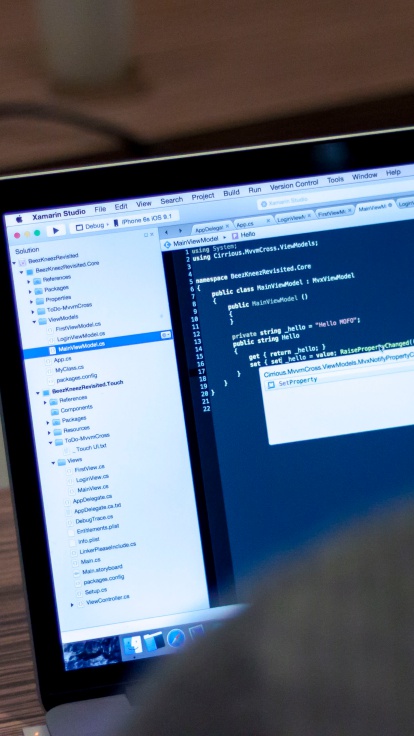 Xamarin Studio File Edit View Search Project Build Run Version Control Tools Window Help
Debug iPhone 6s iOS 9.1
Xamarin Studio
Solution
BeezKneezRevisited
BeezKneezRevisited.Core
References
Packages
Properties
ToDo-MvvmCross
ViewModels
FirstViewModel.cs
LoginViewModel.cs
MainViewModel.cs
App.cs
MyClass.cs
packages.config
BeezKneezRevisited.Touch
References
Components
Packages
Resources
ToDo-MvvmCross
_ Touch UI.txt
Views
FirstView.cs
LoginView.cs
MainView.cs
AppDelegate.cs
AppDelegate.cs.txt
DebugTrace.cs
Entitlements.plist
Info.plist
LinkerPleaseInclude.cs
Main.cs
Main.storyboard
packages.config
Setup.cs
ViewController.cs
AppDelegat App.cs LoginViewM FirstViewMc MainViewM Login
MainViewModel Hello
1 using System;
2 using Cirrious.MvvmCross.ViewModels;
3
4
5 namespace BeezKneezRevisited.Core
6 {
7 public class MainViewModel : MvxViewModel
8 {
9 public MainViewModel ()
10 {
11 }
12
13 private string _hello = "Hello MOFO";
14 public string Hello
15 {
16 get { return _hello; }
17 set { set _hello = value; RaisePropertyChanged(
18 }
19 }
20 }
21
22
Cirrious.MvvmCross.ViewModels.MvxNotifyPropertyC
SetProperty